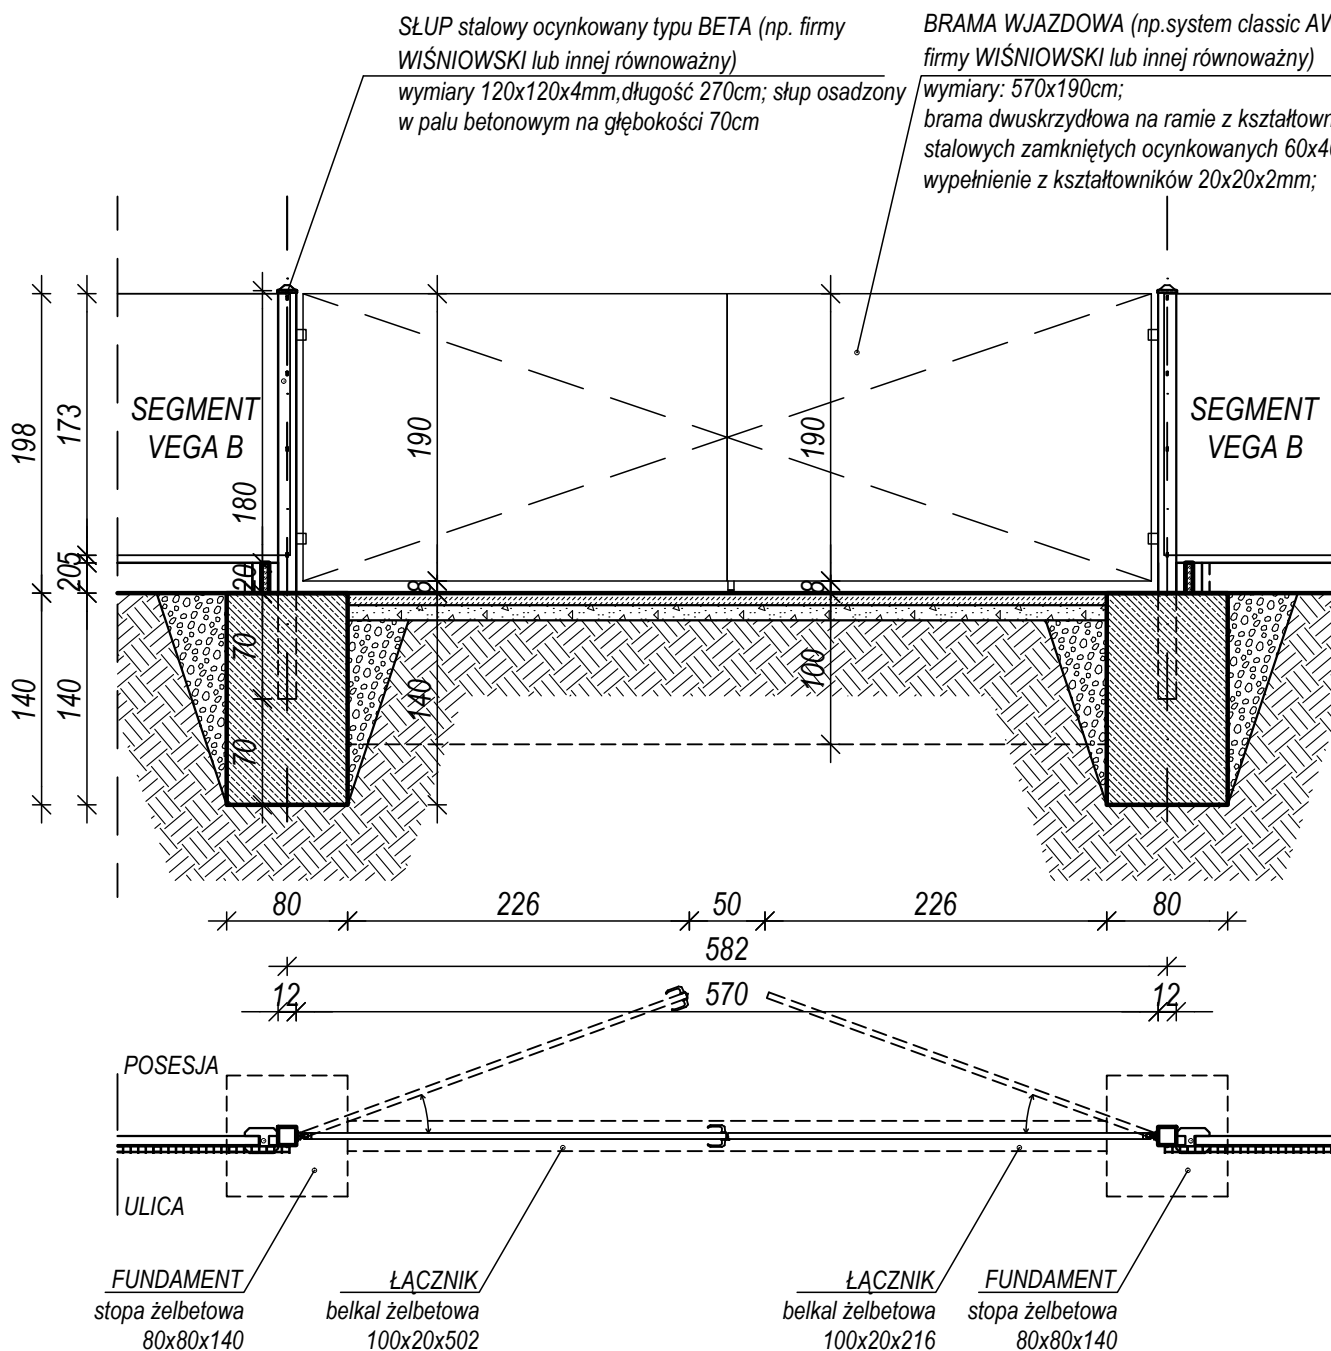 SŁUP stalowy ocynkowany typu BETA (np. firmy
WIŚNIOWSKI lub innej równoważny)
wymiary 120x120x4mm,długość 270cm; słup osadzony
w palu betonowym na głębokości 70cm
BRAMA WJAZDOWA (np.system classic AW
firmy WIŚNIOWSKI lub innej równoważny)
wymiary: 570x190cm;
brama dwuskrzydłowa na ramie z kształtown
stalowych zamkniętych ocynkowanych 60x40
wypełnienie z kształtowników 20x20x2mm;
SEGMENT
VEGA B
SEGMENT
VEGA B
198
173
180
190
190
205
20
8
8
140
140
70
70
140
100
80
226
50
226
80
582
12
570
12
POSESJA
ULICA
FUNDAMENT
stopa żelbetowa
80x80x140
ŁĄCZNIK
belkal żelbetowa
100x20x502
ŁĄCZNIK
belkal żelbetowa
100x20x216
FUNDAMENT
stopa żelbetowa
80x80x140